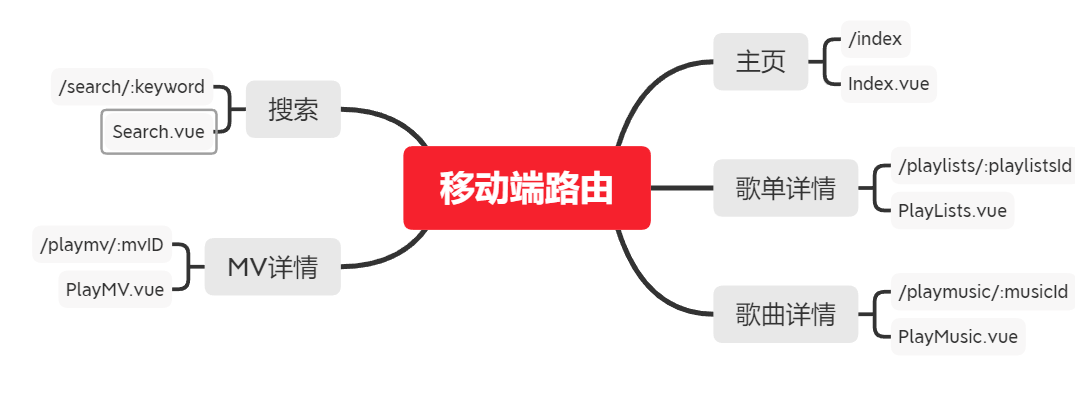 移动端路由
主页
/index
Index.vue
歌单详情
/playlists/:playlistsId
PlayLists.vue
歌曲详情
/playmusic/:musicId
PlayMusic.vue
搜索
/search/:keyword
Search.vue
MV详情
/playmv/:mvID
PlayMV.vue